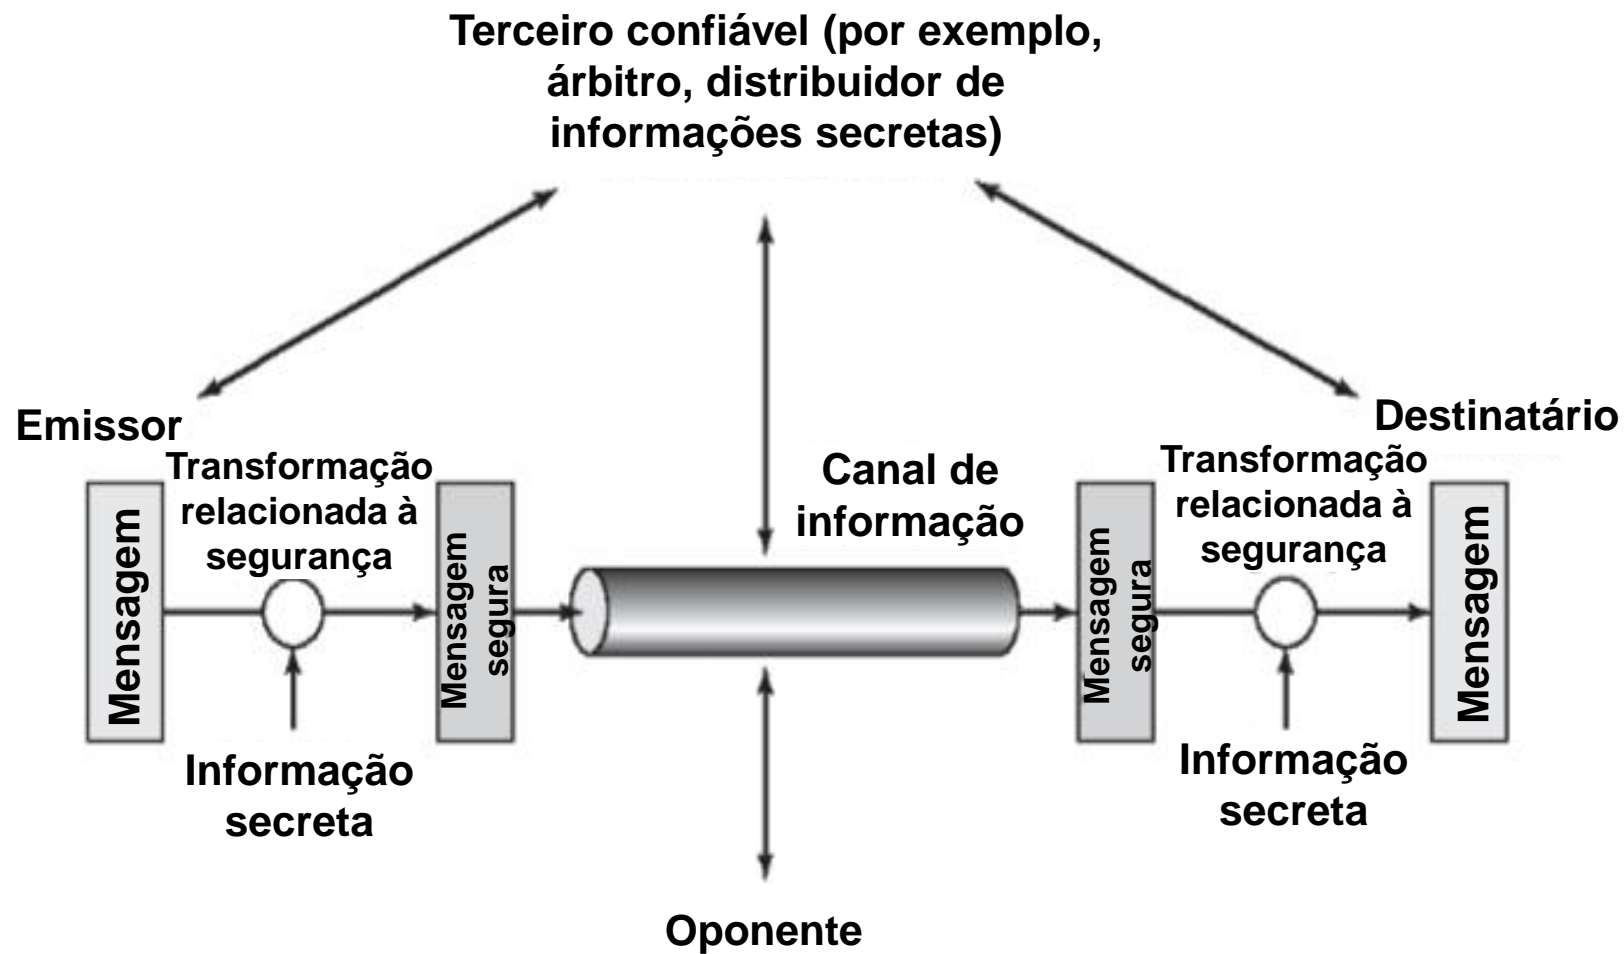 Terceiro confiável (por exemplo,
árbitro, distribuidor de
informações secretas)
Emissor
Destinatário
Transformação
relacionada à
segurança
Canal de
informação
Transformação
relacionada à
segurança
Mensagem
Mensagem
segura
Mensagem
segura
Mensagem
Informação
secreta
Informação
secreta
Oponente